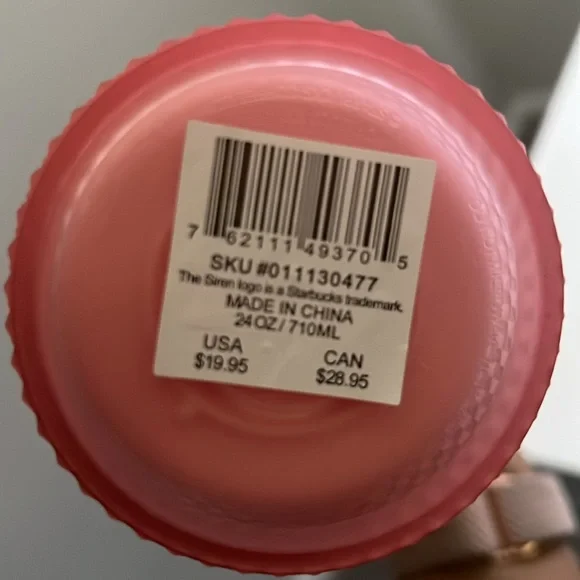 7 62111 49370 5
SKU #011130477
The Siren logo is a Starbucks trademark.
MADE IN CHINA
24 OZ / 710ML
USA CAN
$19.95 $28.95